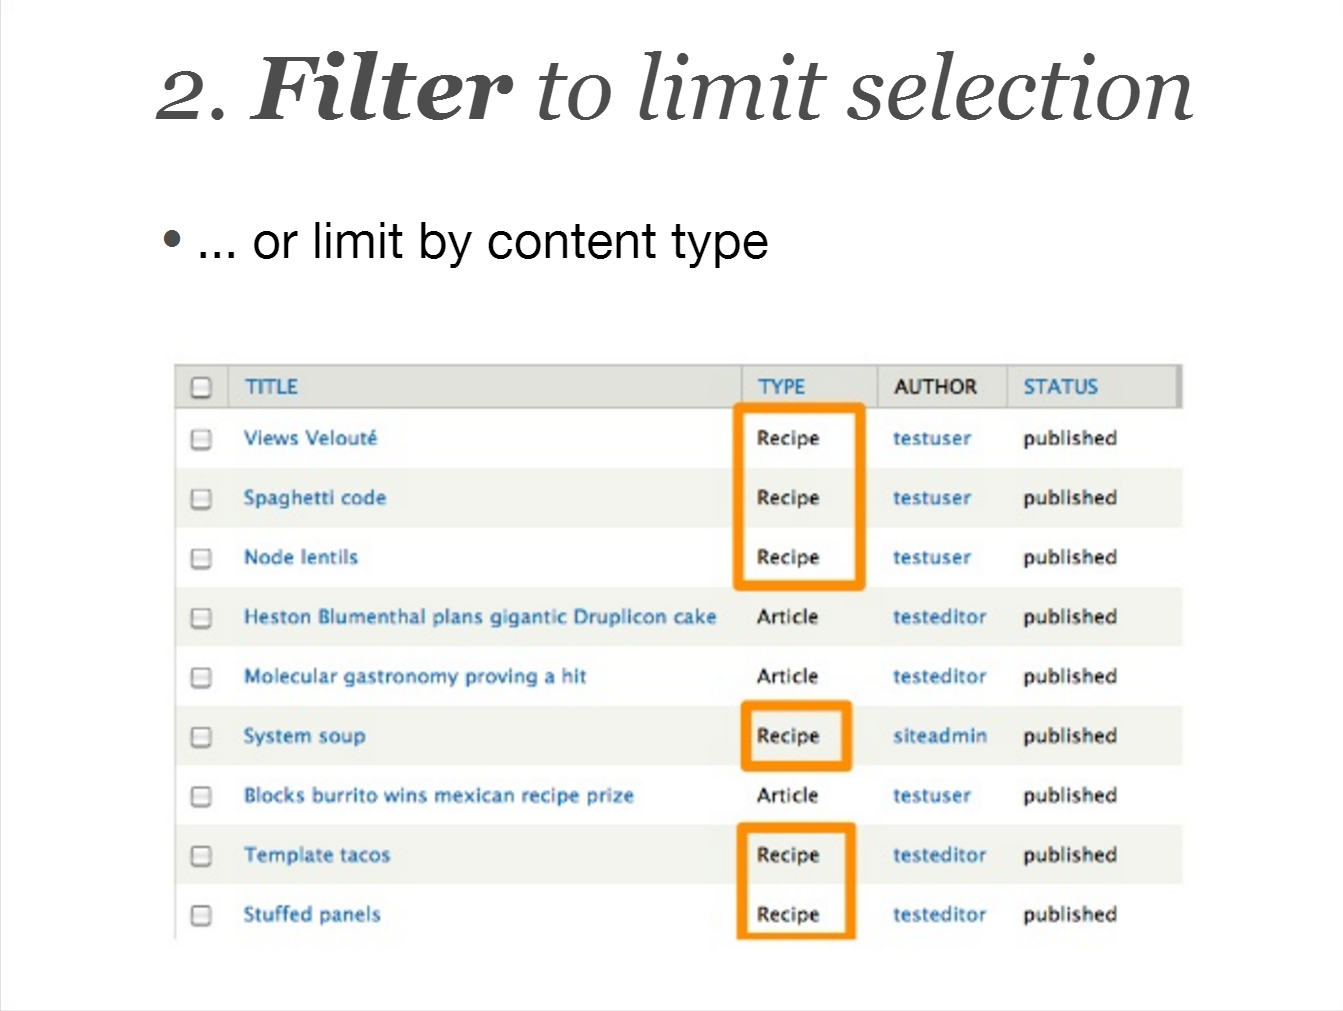 2. Filter to limit selection
• ... or limit by content type
TITLE TYPE AUTHOR STATUS
Views Velouté Recipe testuser published
Spaghetti code Recipe testuser published
Node lentils Recipe testuser published
Heston Blumenthal plans gigantic Druplicon cake Article testeditor published
Molecular gastronomy proving a hit Article testeditor published
System soup Recipe siteadmin published
Blocks burrito wins mexican recipe prize Article testuser published
Template tacos Recipe testeditor published
Stuffed panels Recipe testeditor published